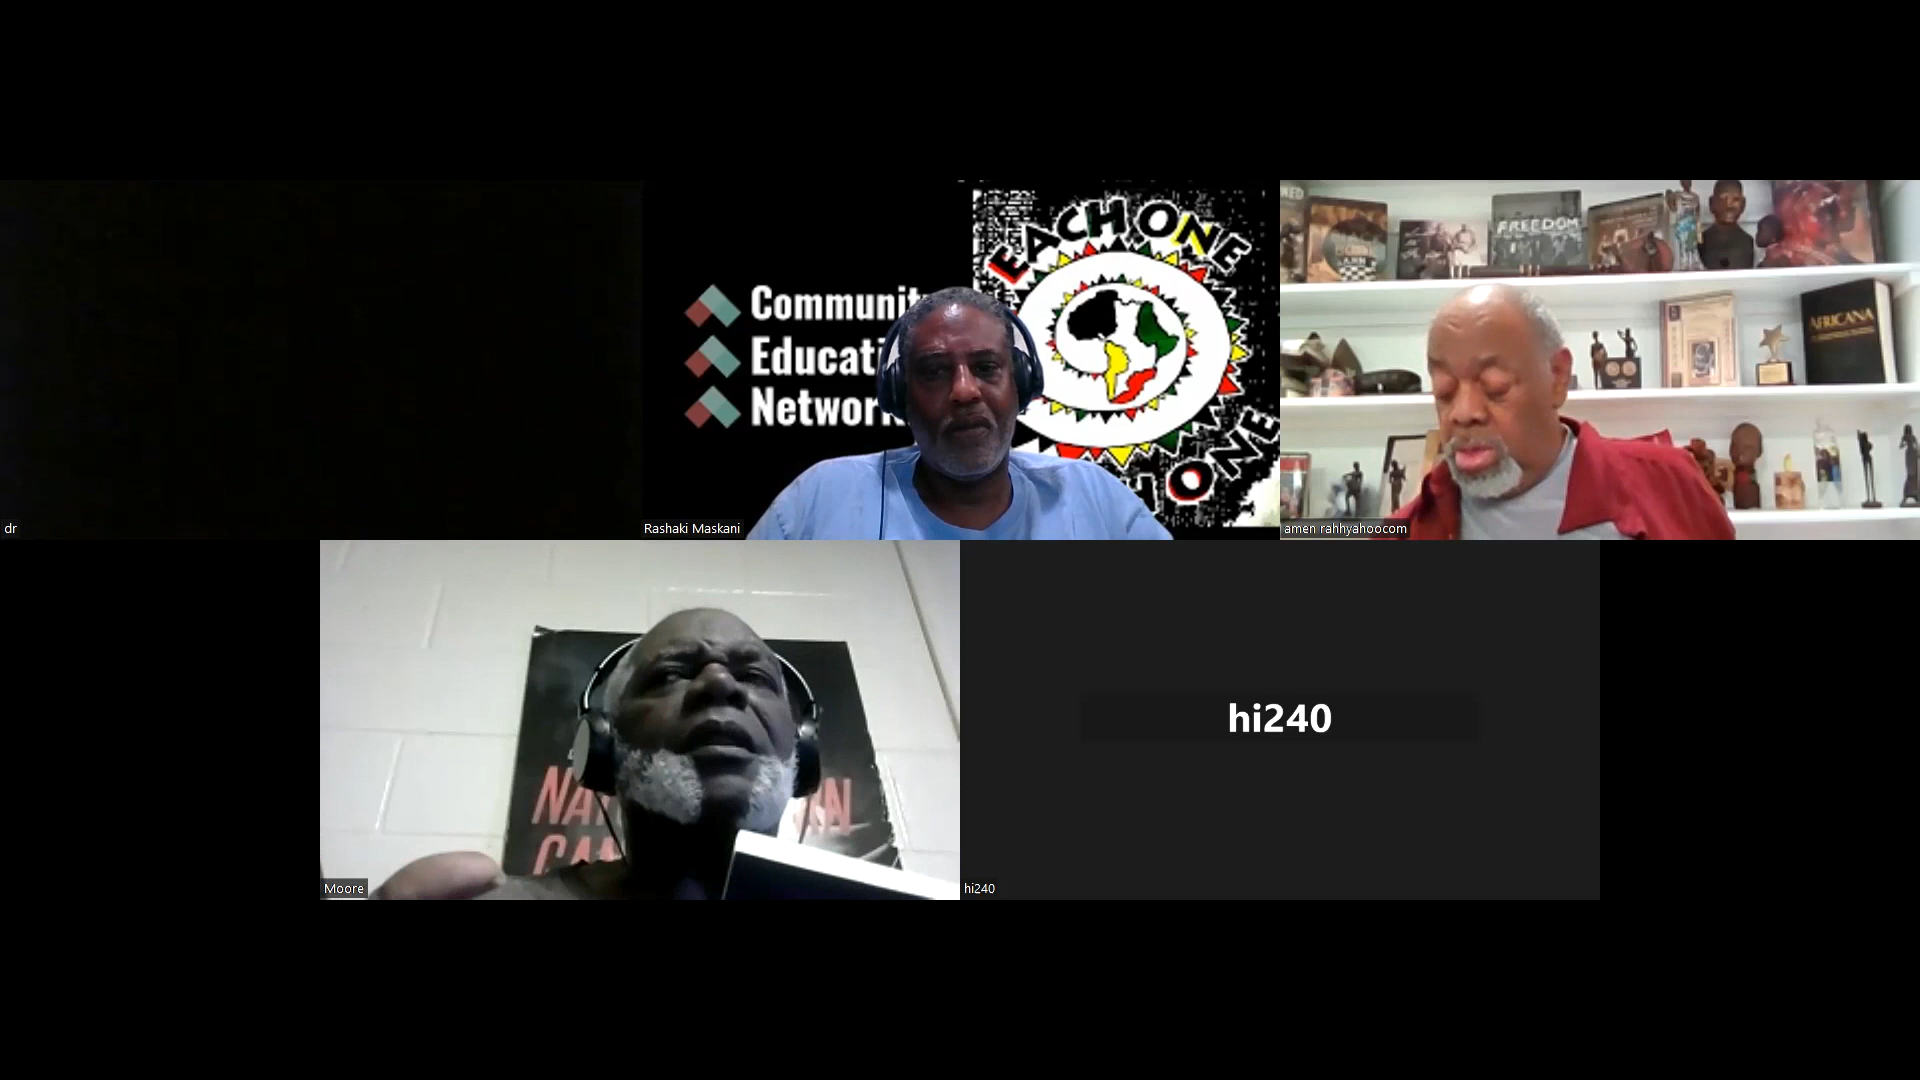 EACH ONE
Communit
Educati
Network
ONE
FREEDOM
AFRICANA
dr
Rashaki Maskani
amen rahhyahoocom
hi240
Moore
hi240